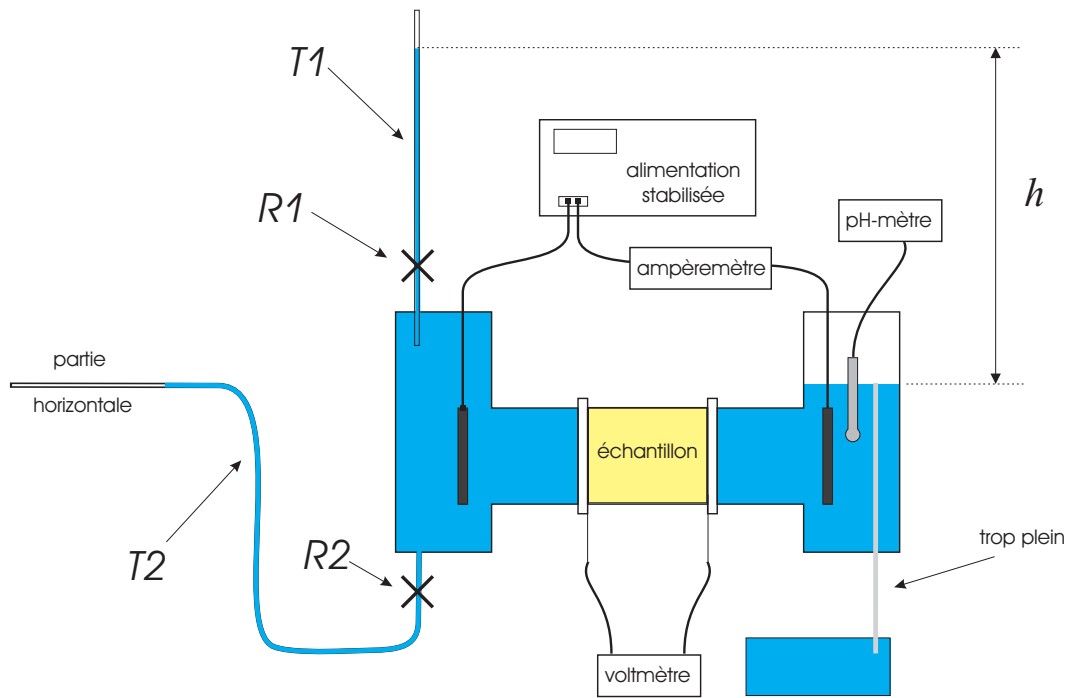 T1
h
alimentation
stabilisée
R1
pH-mètre
ampèremètre
partie
horizontale
échantillon
T2
R2
trop plein
voltmètre